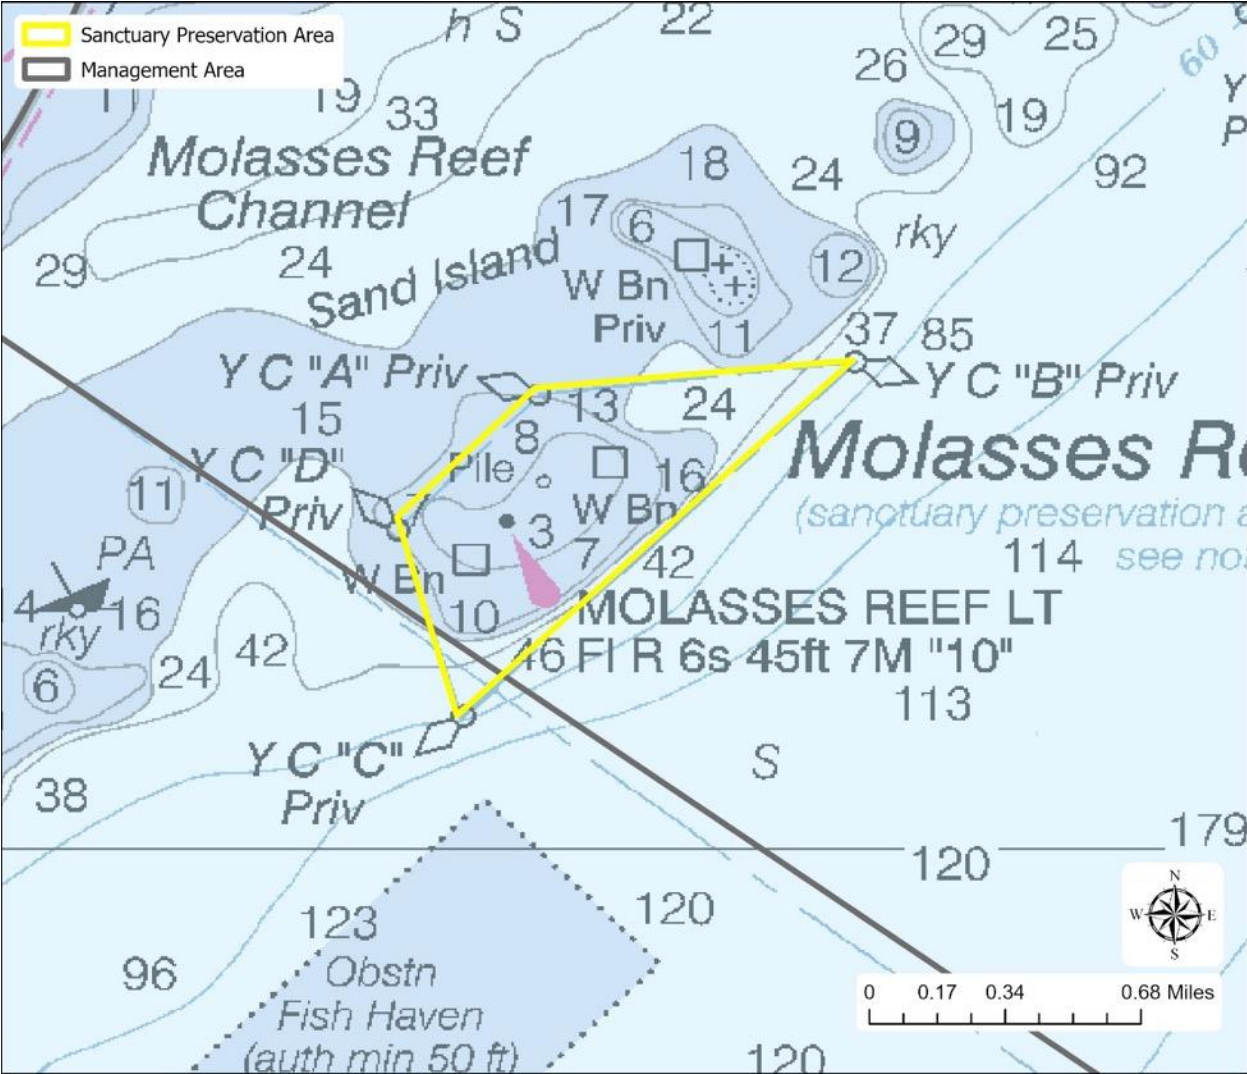 Sanctuary Preservation Area
Management Area
h S
22
29
25
26
19
60
11
19
33
9
Y
P
Molasses Reef
Channel
18
24
92
17
6
rky
29
24
Sand Island
12
W Bn
Priv
11
37
85
Y C "A" Priv
Y C "B" Priv
13
24
15
8
Molasses R
Y C "D"
Priv
Pile
16
11
7
W Bn
(sanctuary preservation a
3
7
42
114
see no
PA
W Bn
4
16
rky
10
MOLASSES REEF LT
46
Fl R 6s 45ft 7M "10"
42
24
6
113
Y C "C"
Priv
S
38
179
120
N
W
E
S
123
120
96
Obstn
Fish Haven
(auth min 50 ft)
0 0.17 0.34 0.68 Miles
120